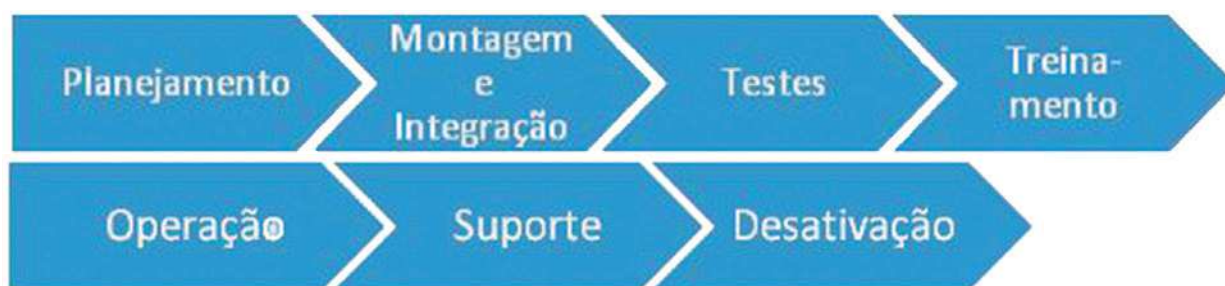 Planejamento
Montagem
e
Integração
Testes
Treina-
mento
Operação
Suporte
Desativação